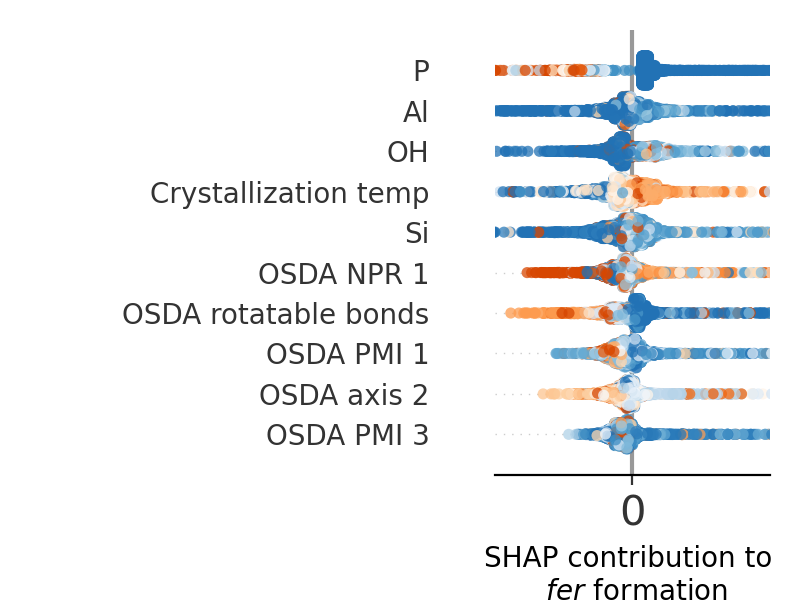 P
Al
OH
Crystallization temp
Si
OSDA NPR 1
OSDA rotatable bonds
OSDA PMI 1
OSDA axis 2
OSDA PMI 3
0
SHAP contribution to
fer formation